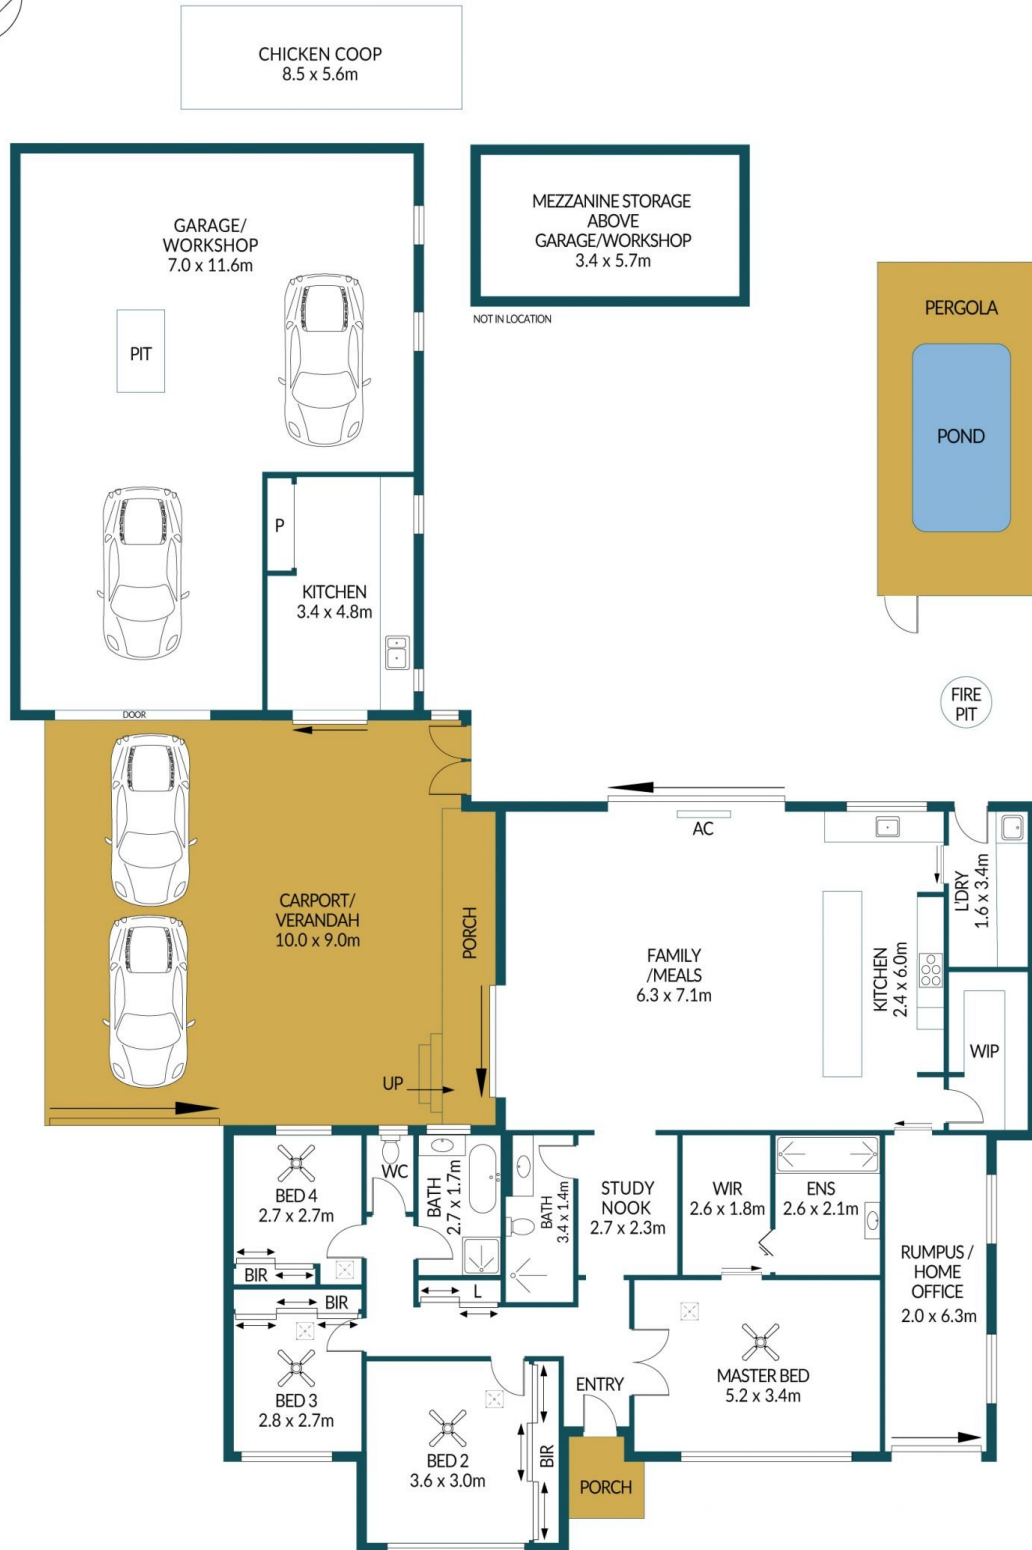 CHICKEN COOP
8.5 x 5.6m
GARAGE/
WORKSHOP
7.0 x 11.6m
MEZZANINE STORAGE
ABOVE
GARAGE/WORKSHOP
3.4 x 5.7m
NOT IN LOCATION
PERGOLA
PIT
POND
P
KITCHEN
3.4 x 4.8m
FIRE
PIT
DOOR
AC
CARPORT/
VERANDAH
10.0 x 9.0m
PORCH
FAMILY
/MEALS
6.3 x 7.1m
KITCHEN
2.4 x 6.0m
L'DRY
1.6 x 3.4m
WIP
UP
BED 4
2.7 x 2.7m
BIR
WC
BATH
2.7 x 1.7m
BATH
3.4 x 1.4m
STUDY
NOOK
2.7 x 2.3m
WIR
2.6 x 1.8m
ENS
2.6 x 2.1m
RUMPUS /
HOME
OFFICE
2.0 x 6.3m
L
BIR
BED 3
2.8 x 2.7m
BED 2
3.6 x 3.0m
BIR
ENTRY
MASTER BED
5.2 x 3.4m
PORCH